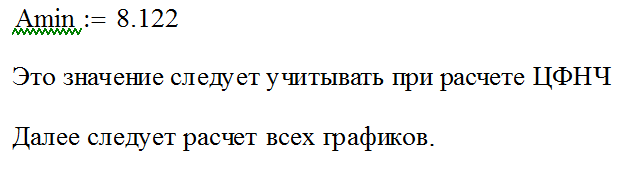 Amin := 8.122
Это значение следует учитывать при расчете ЦФНЧ
Далее следует расчет всех графиков.